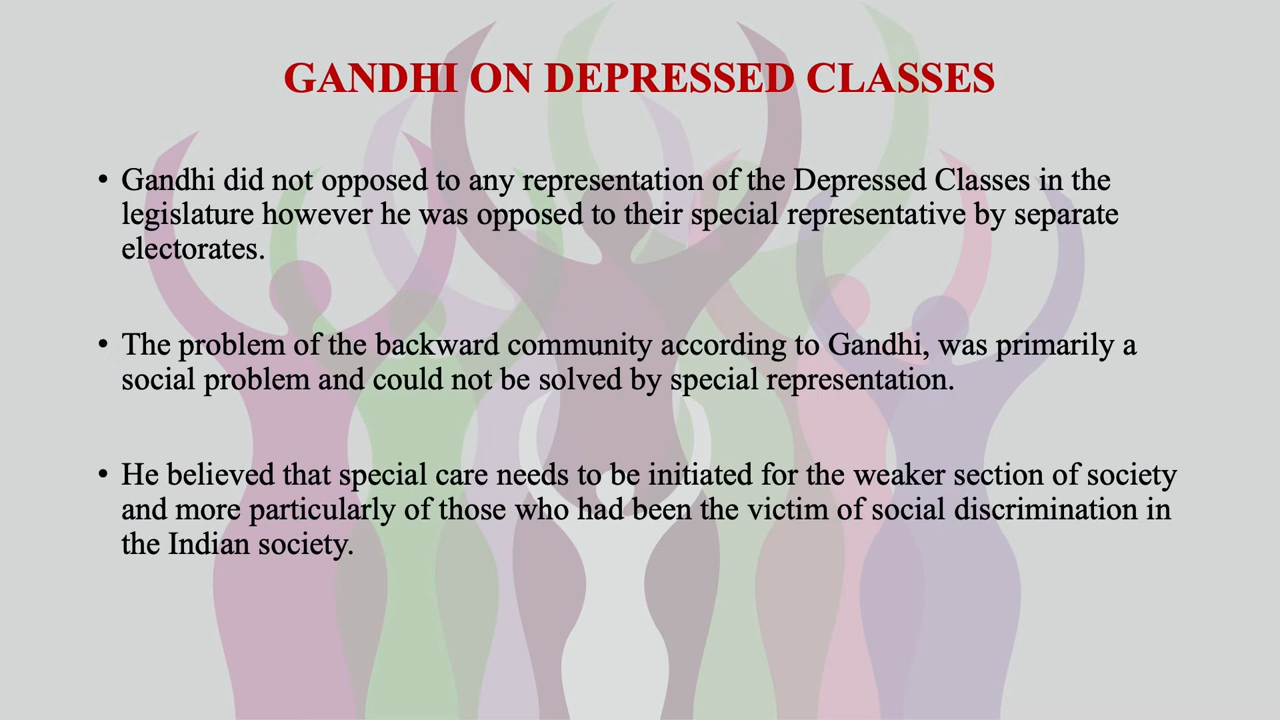 GANDHI ON DEPRESSED CLASSES
• Gandhi did not opposed to any representation of the Depressed Classes in the
legislature however he was opposed to their special representative by separate
electorates.
• The problem of the backward community according to Gandhi, was primarily a
social problem and could not be solved by special representation.
• He believed that special care needs to be initiated for the weaker section of society
and more particularly of those who had been the victim of social discrimination in
the Indian society.